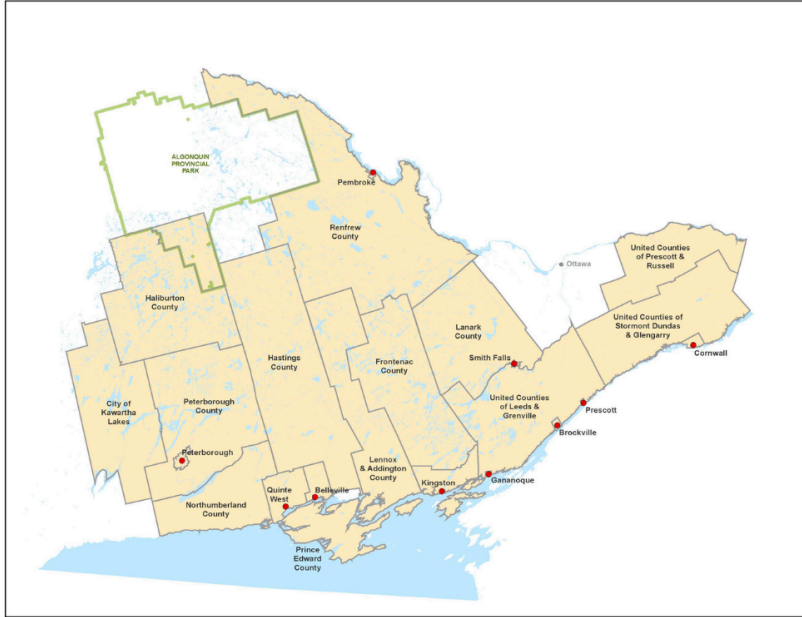 ALGONQUIN
PROVINCIAL
PARK
Pembroke
Renfrew
County
Ottawa
United Counties
of Prescott &
Russell
Haliburton
County
United Counties of
Stormont Dundas
& Glengarry
Lanark
County
Hastings
County
Frontenac
County
Smith Falls
Cornwall
City of
Kawartha
Lakes
Peterborough
County
United Counties
of Leeds &
Grenville
Prescott
Brockville
Peterborough
Lennox
& Addington
County
Gananoque
Kingston
Quinte
West
Belleville
Northumberland
County
Prince
Edward
County